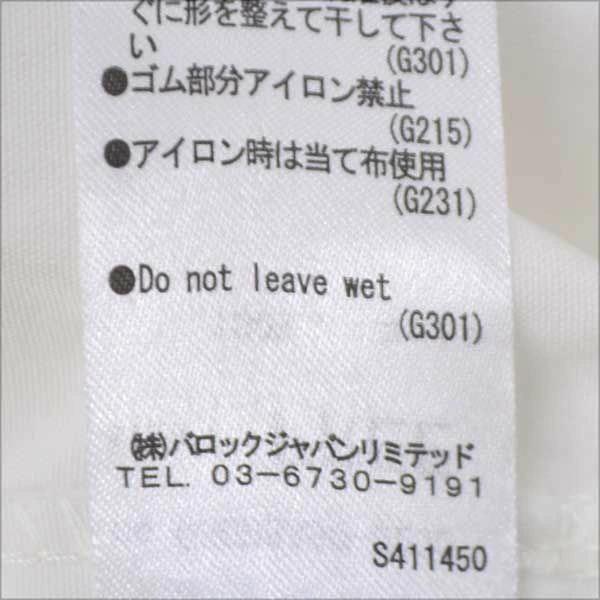 ぐに形を整えて干して下さ
い
(G301)
●ゴム部分アイロン禁止
(G215)
●アイロン時は当て布使用
(G231)
●Do not leave wet
(G301)
㈱バロックジャパンリミテッド
TEL. 03-6730-9191
S411450